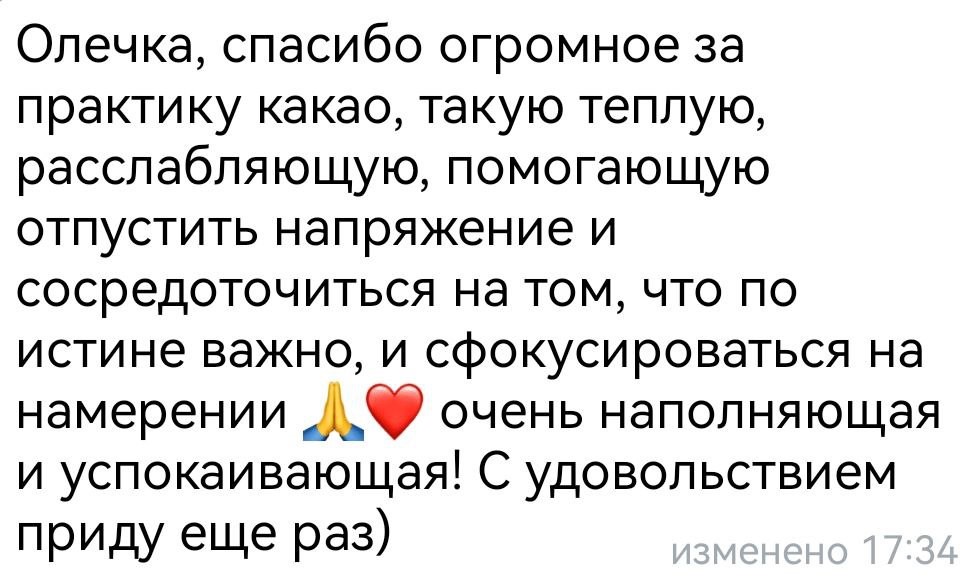 Олечка, спасибо огромное за
практику какао, такую теплую,
расслабляющую, помогающую
отпустить напряжение и
сосредоточиться на том, что по
истине важно, и сфокусироваться на
намерении 🙏❤️ очень наполняющая
и успокаивающая! С удовольствием
приду еще раз)
изменено 17:34